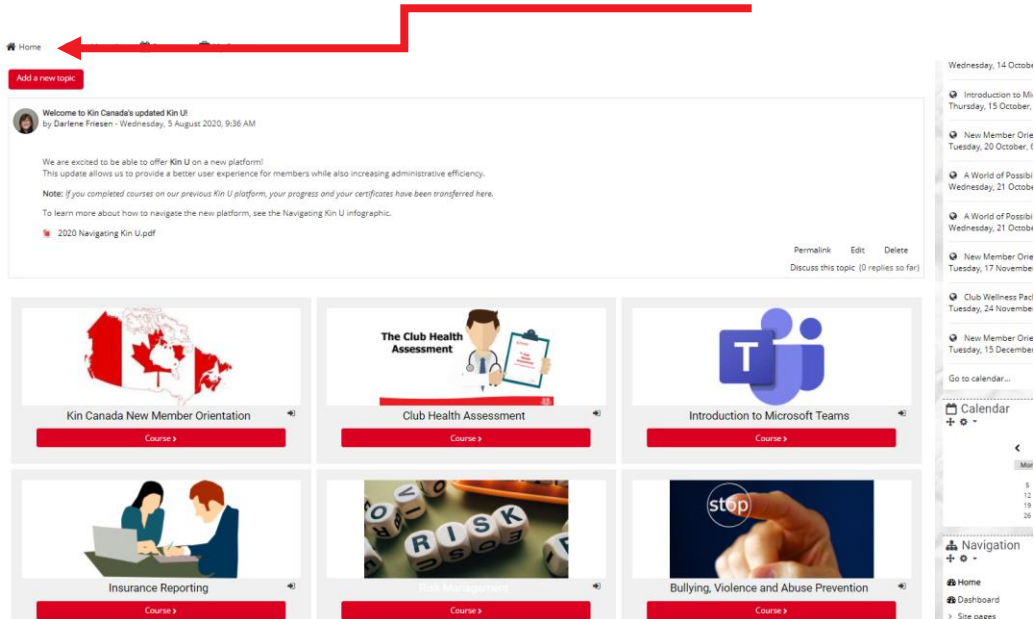 Home
Add a new topic
Welcome to Kin Canada's updated Kin U!
by Darlene Friesen - Wednesday, 5 August 2020, 9:36 AM
We are excited to be able to offer Kin U on a new platform!
This update allows us to provide a better user experience for members while also increasing administrative efficiency.
Note: If you completed courses on our previous Kin U platform, your progress and your certificates have been transferred here.
To learn more about how to navigate the new platform, see the Navigating Kin U infographic.
2020 Navigating Kin U.pdf
Permalink Edit Delete
Discuss this topic (0 replies so far)
The Club Health
Assessment
T
Kin Canada New Member Orientation
Club Health Assessment
Introduction to Microsoft Teams
Course
Course
Course
RISK
stop
Insurance Reporting
Risk Management
Bullying, Violence and Abuse Prevention
Course
Course
Course
Wednesday, 14 Octobe
Introduction to Mi
Thursday, 15 October,
New Member Orie
Tuesday, 20 October, 6
A World of Possibi
Wednesday, 21 Octobe
A World of Possibi
Wednesday, 21 Octobe
New Member Orie
Tuesday, 17 November
Club Wellness Pac
Tuesday, 24 November
New Member Orie
Tuesday, 15 December
Go to calendar...
Calendar
Mon
5
12
19
26
Navigation
Home
Dashboard
Site pages